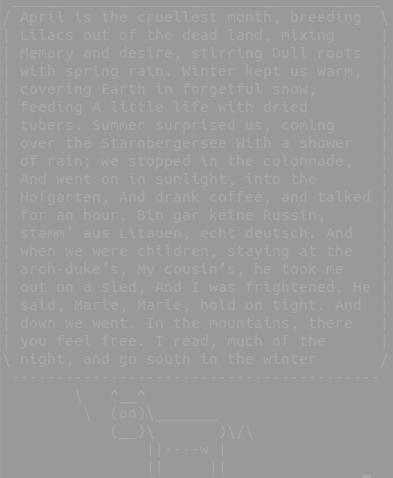 April is the cruellest month, breeding
Lilacs out of the dead land, mixing
Memory and desire, stirring Dull roots
with spring rain. Winter kept us warm,
covering Earth in forgetful snow,
feeding A little life with dried
tubers. Summer surprised us, coming
over the Starnbergersee With a shower
of rain; we stopped in the colonnade,
And went on in sunlight, into the
Hofgarten, And drank coffee, and talked
for an hour. Bin gar keine Russin,
stamm’ aus Litauen, echt deutsch. And
when we were children, staying at the
arch-duke’s, My cousin’s, he took me
out on a sled, And I was frightened. He
said, Marie, Marie, hold on tight. And
down we went. In the mountains, there
you feel free. I read, much of the
night, and go south in the winter